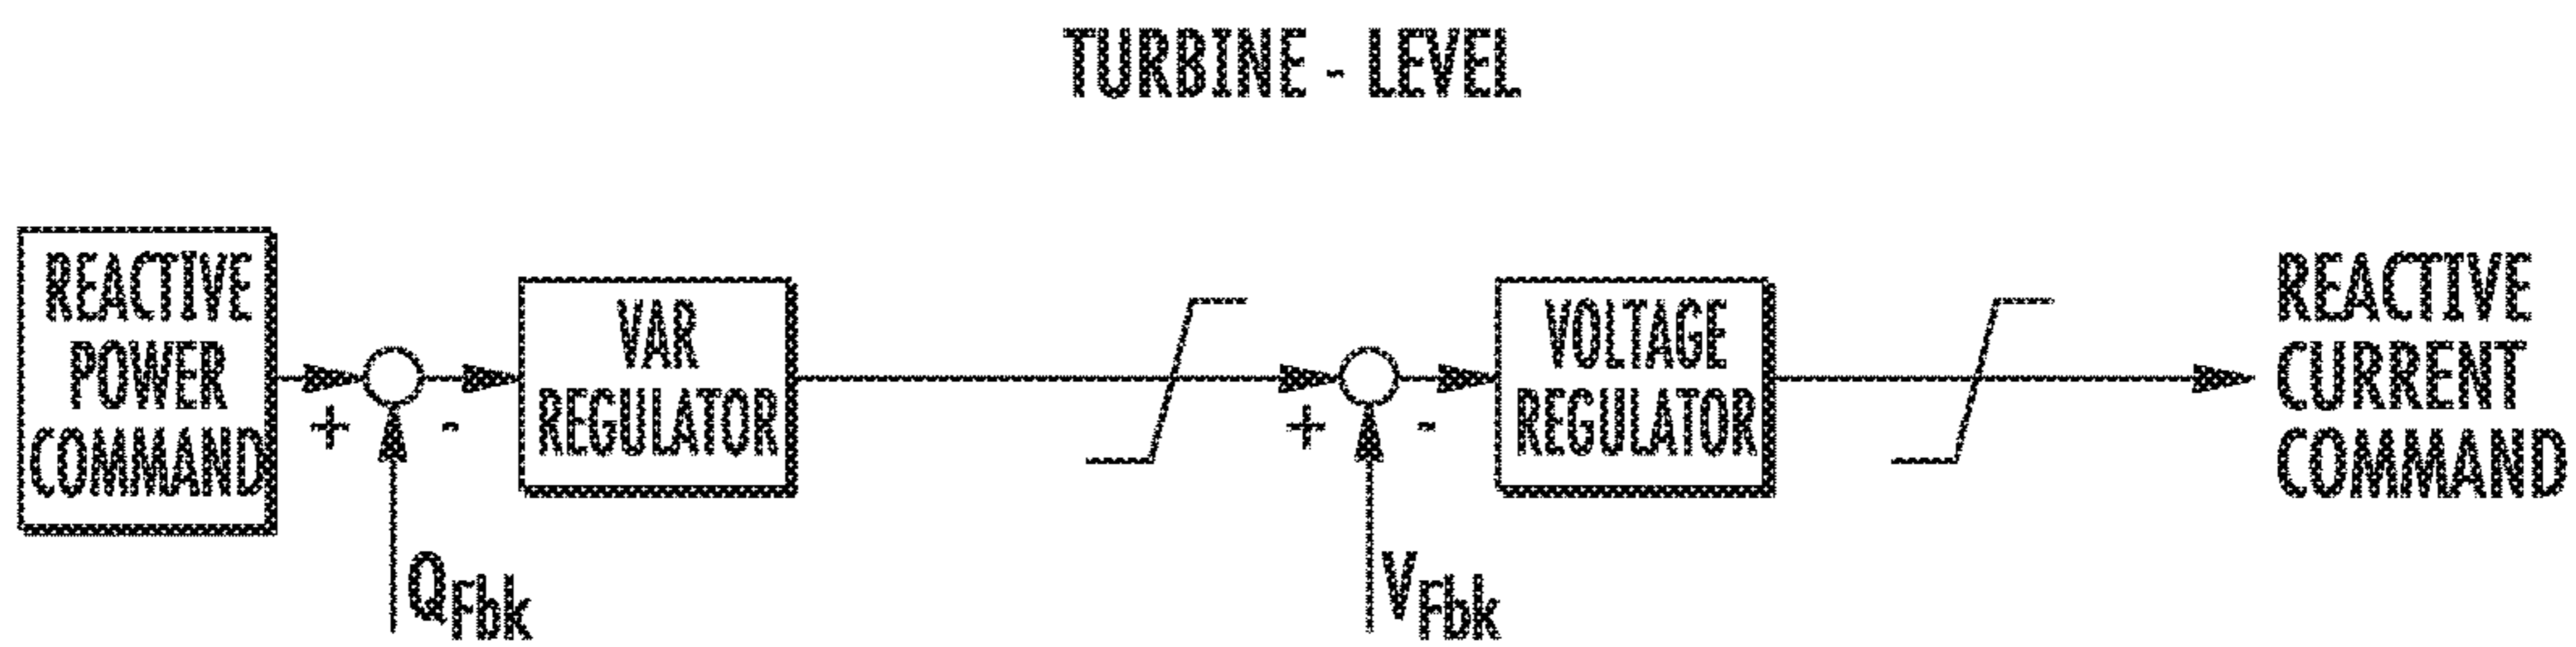 TURBINE - LEVEL
REACTIVE
POWER
COMMAND
+
-
QFbk
VAR
REGULATOR
+
-
VFbk
VOLTAGE
REGULATOR
REACTIVE
CURRENT
COMMAND